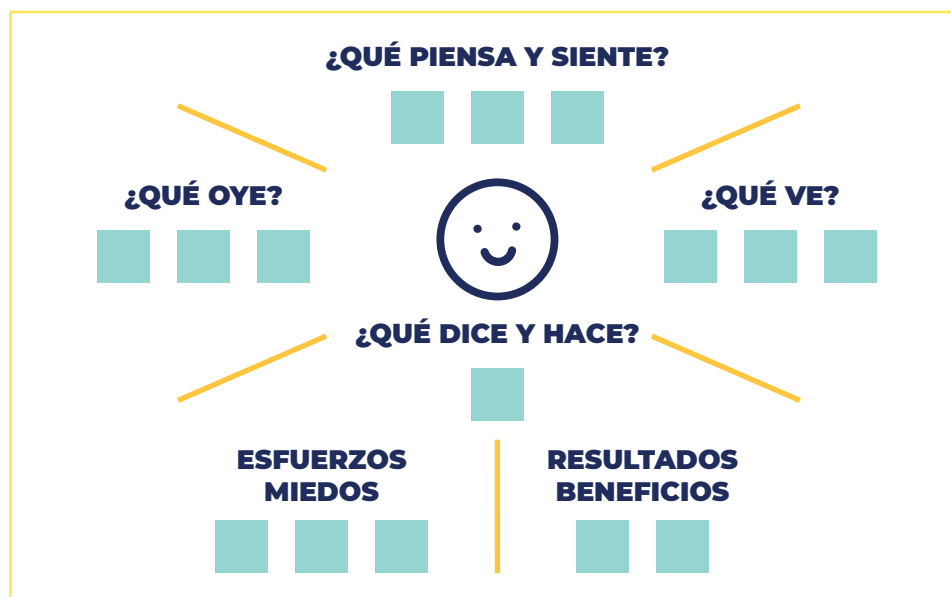 ¿QUÉ PIENSA Y SIENTE?
¿QUÉ OYE?
¿QUÉ VE?
¿QUÉ DICE Y HACE?
ESFUERZOS
MIEDOS
RESULTADOS
BENEFICIOS